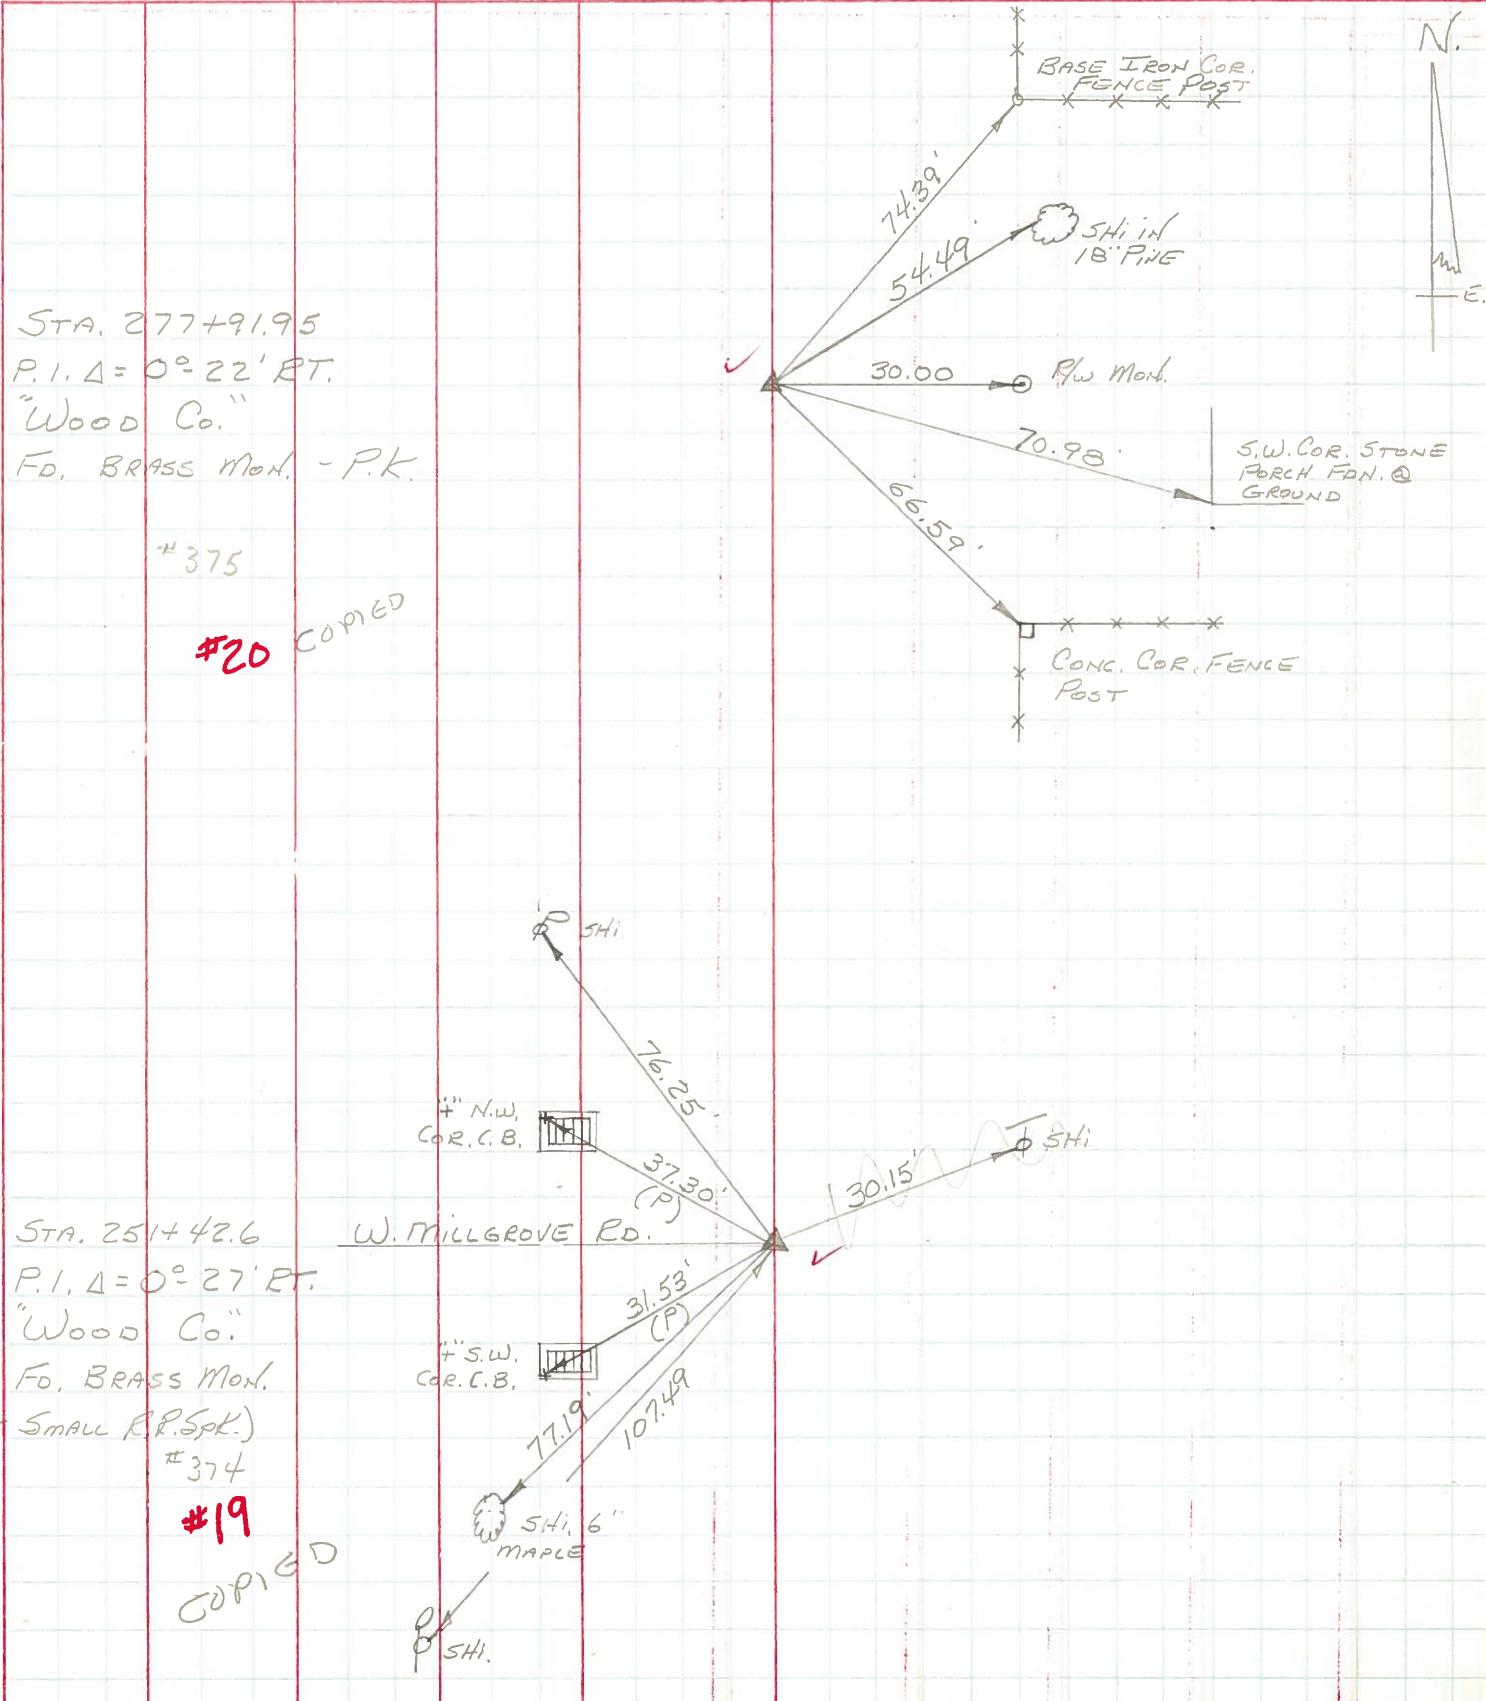 N.
BASE IRON COR.
FENCE POST
74.39'
SHI IN
18" PINE
54.49'
E.
STA. 277+91.95
P.I. Δ = 0°-22' RT.
"WOOD CO."
FD. BRASS MON. - P.K.
30.00
R/W MON.
70.98'
S.W. COR. STONE
PORCH FDN. @
GROUND
66.59'
#375
#20
COPIED
CONC. COR. FENCE
POST
SHI
76.25'
"+" N.W.
COR. C.B.
37.30'
(P)
30.15'
SHI
STA. 251+42.6
W. MILLGROVE RD.
P.I. Δ = 0°-27' RT.
"WOOD CO."
31.53'
(P)
"+" S.W.
COR. C.B.
FD. BRASS MON.
SMALL R.R. SPK.)
#374
77.19'
107.49
#19
SHI. 6"
MAPLE
COPIED
SHI.